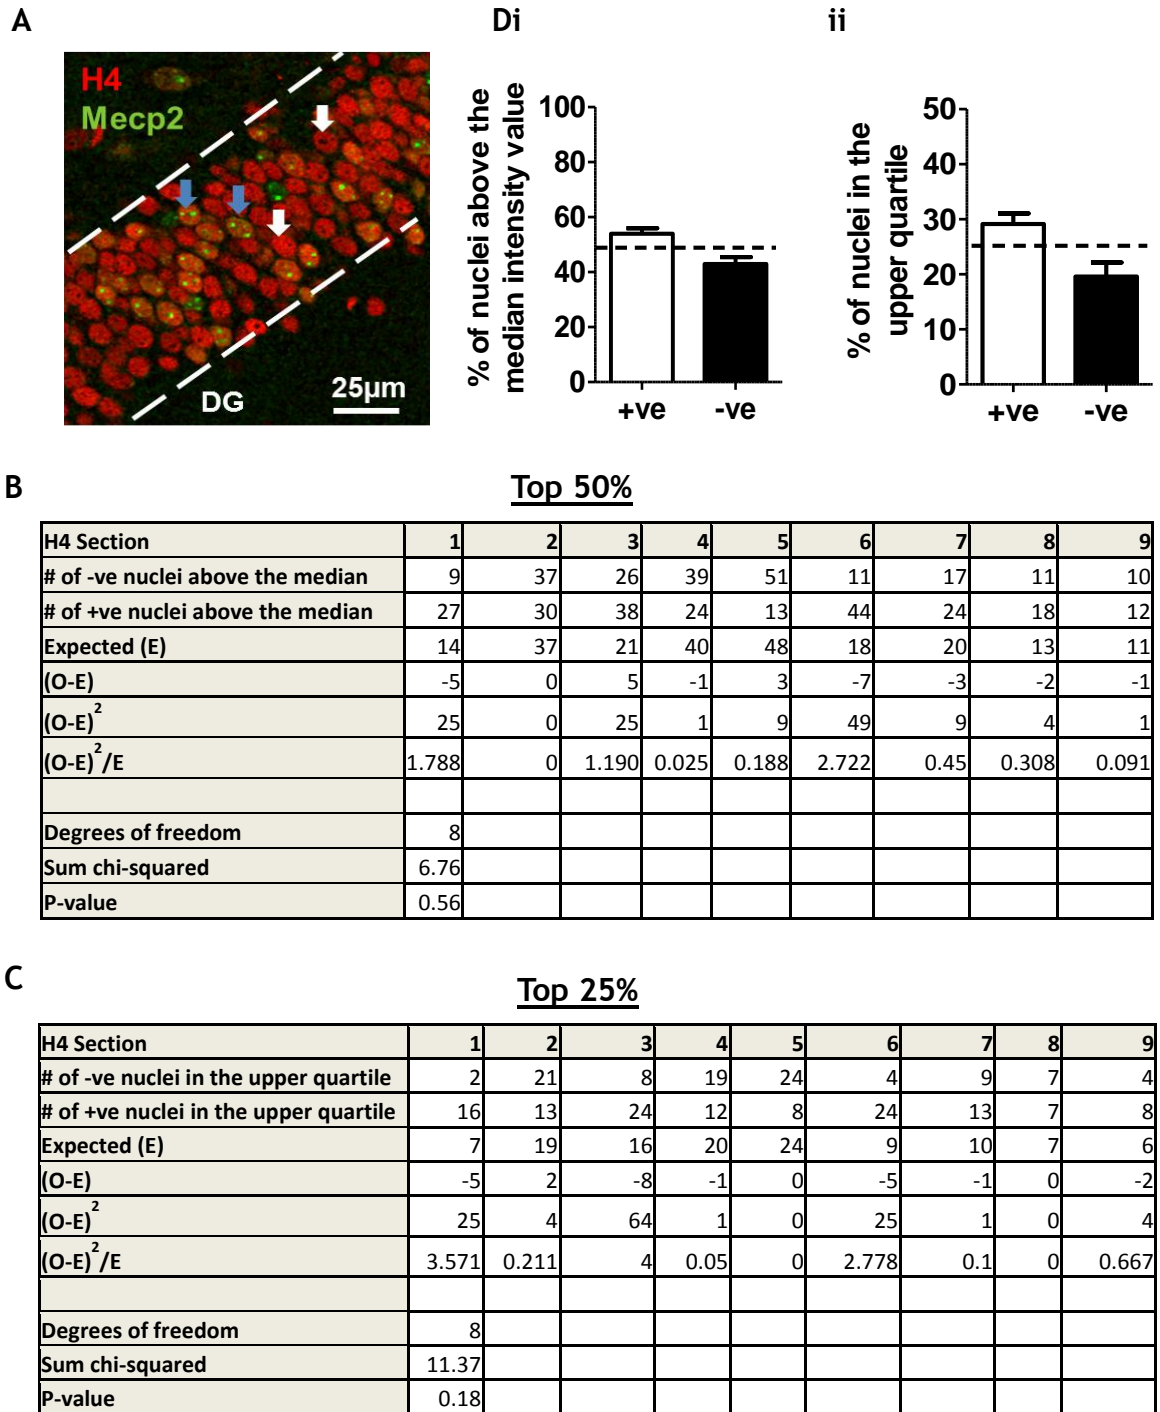 A
Di
ii
H4
Mecp2
DG
25µm
% of nuclei above the
median intensity value
100
80
60
40
20
0
+ve -ve
% of nuclei in the
upper quartile
50
40
30
20
10
0
+ve -ve
B
Top 50%
H4 Section 1 2 3 4 5 6 7 8 9
# of -ve nuclei above the median 9 37 26 39 51 11 17 11 10
# of +ve nuclei above the median 27 30 38 24 13 44 24 18 12
Expected (E) 14 37 21 40 48 18 20 13 11
(O-E) -5 0 5 -1 3 -7 -3 -2 -1
(O-E)² 25 0 25 1 9 49 9 4 1
(O-E)²/E 1.788 0 1.190 0.025 0.188 2.722 0.45 0.308 0.091
Degrees of freedom 8
Sum chi-squared 6.76
P-value 0.56
C
Top 25%
H4 Section 1 2 3 4 5 6 7 8 9
# of -ve nuclei in the upper quartile 2 21 8 19 24 4 9 7 4
# of +ve nuclei in the upper quartile 16 13 24 12 8 24 13 7 8
Expected (E) 7 19 16 20 24 9 10 7 6
(O-E) -5 2 -8 -1 0 -5 -1 0 -2
(O-E)² 25 4 64 1 0 25 1 0 4
(O-E)²/E 3.571 0.211 4 0.05 0 2.778 0.1 0 0.667
Degrees of freedom 8
Sum chi-squared 11.37
P-value 0.18